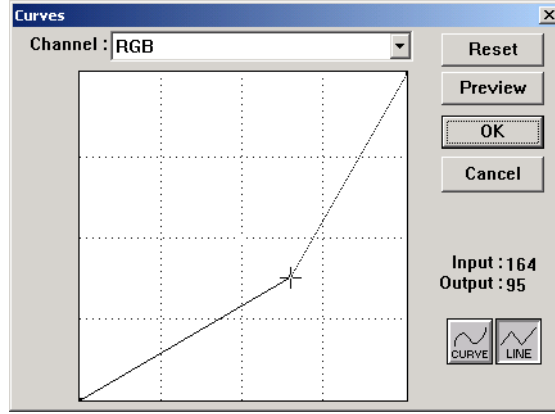 Curves
Channel : RGB
Reset
Preview
OK
Cancel
Input : 164
Output : 95
CURVE
LINE